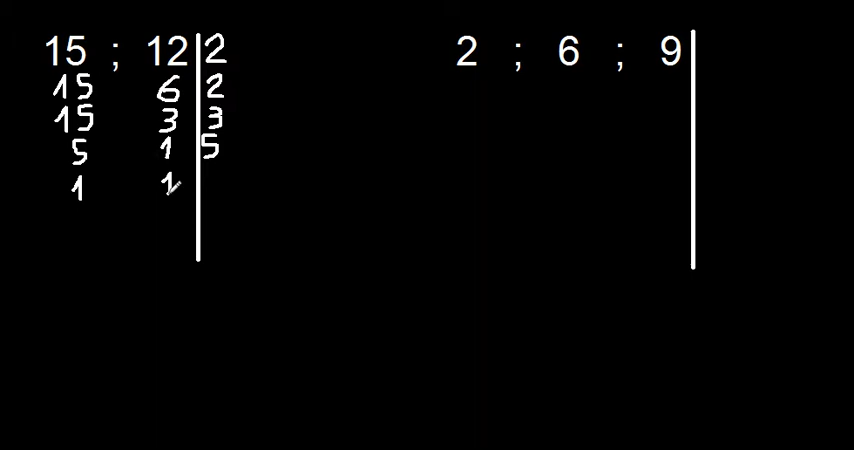 15 ; 12 2
15 6 2
15 3 3
5 1 5
1 1
2 ; 6 ; 9